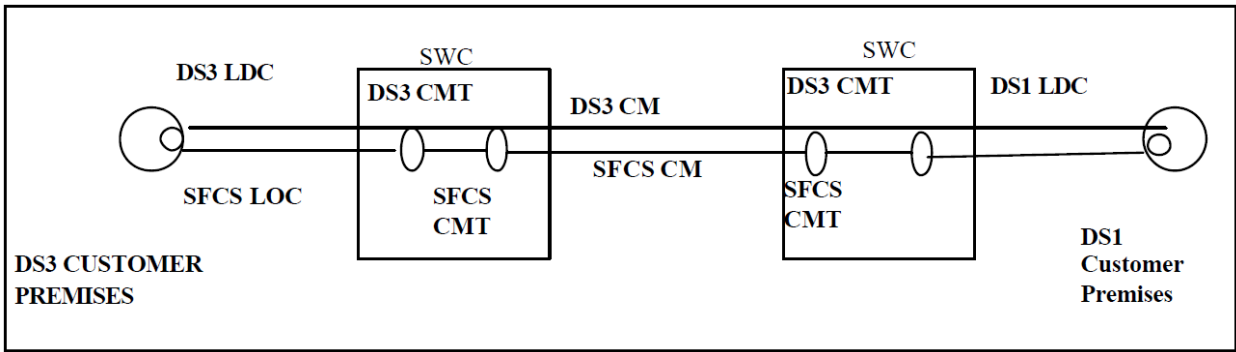 SWC
SWC
DS3 LDC
DS3 CMT
DS3 CMT
DS1 LDC
DS3 CM
SFCS CM
SFCS LOC
SFCS
CMT
SFCS
CMT
DS3 CUSTOMER
PREMISES
DS1
Customer
Premises